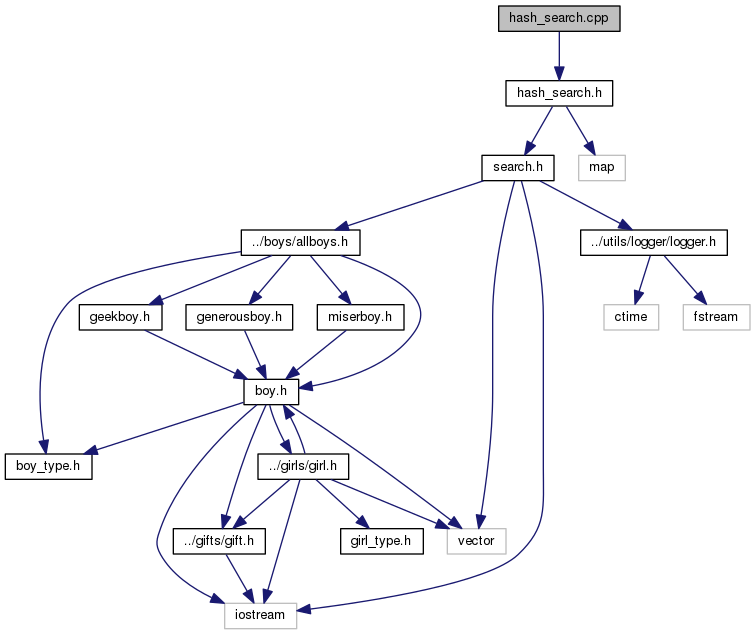 hash_search.cpp
hash_search.h
search.h
map
../boys/allboys.h
../utils/logger/logger.h
geekboy.h
generousboy.h
miserboy.h
ctime
fstream
boy.h
boy_type.h
../girls/girl.h
../gifts/gift.h
girl_type.h
vector
iostream